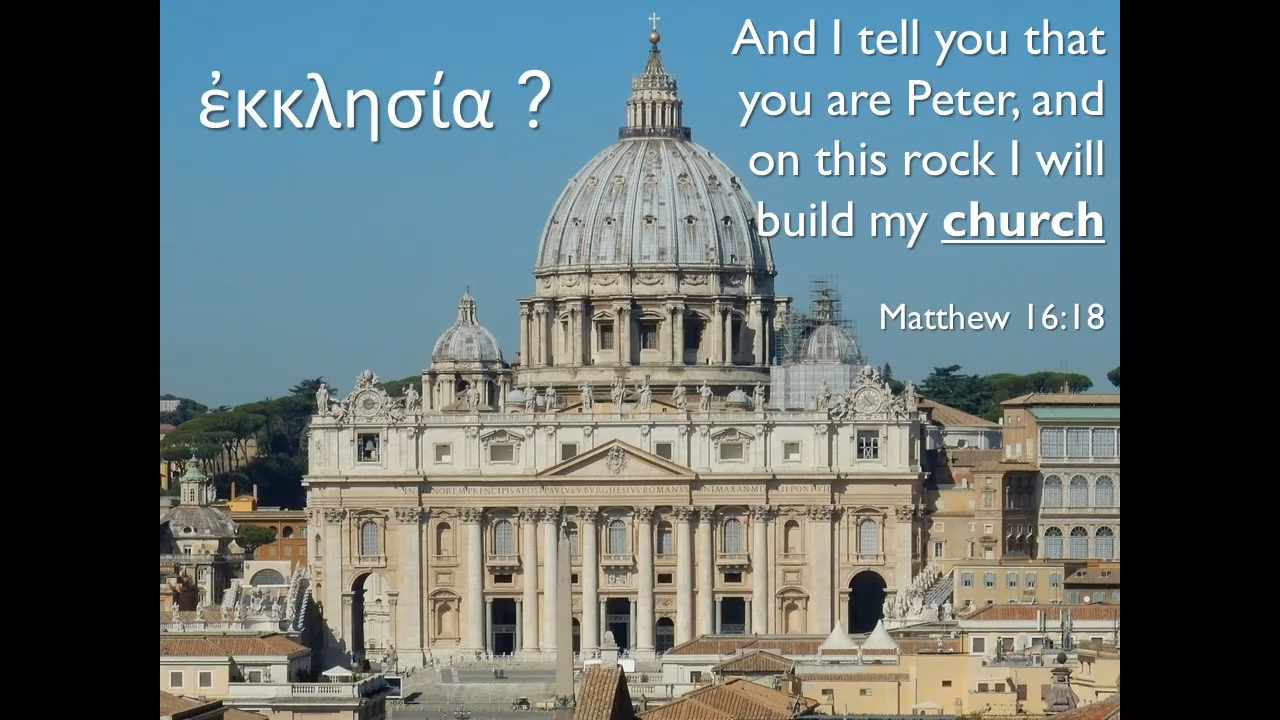 ἐκκλησία ?
And I tell you that
you are Peter, and
on this rock I will
build my church
Matthew 16:18